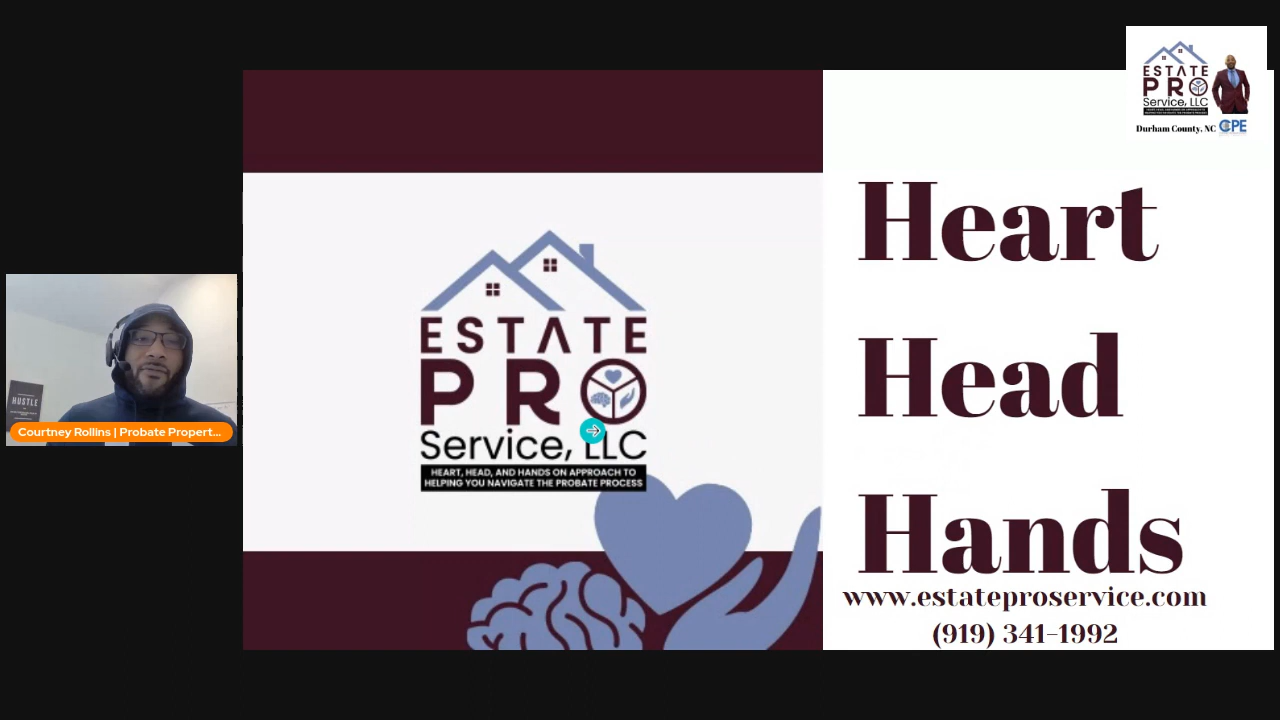 ESTATE
PRO
Service, LLC
Durham County, NC CPE
ESTATE
PRO
Service, LLC
HEART, HEAD, AND HANDS ON APPROACH TO
HELPING YOU NAVIGATE THE PROBATE PROCESS
Heart
Head
Hands
www.estateproservice.com
(919) 341-1992
HUSTLE
Courtney Rollins | Probate Propert...